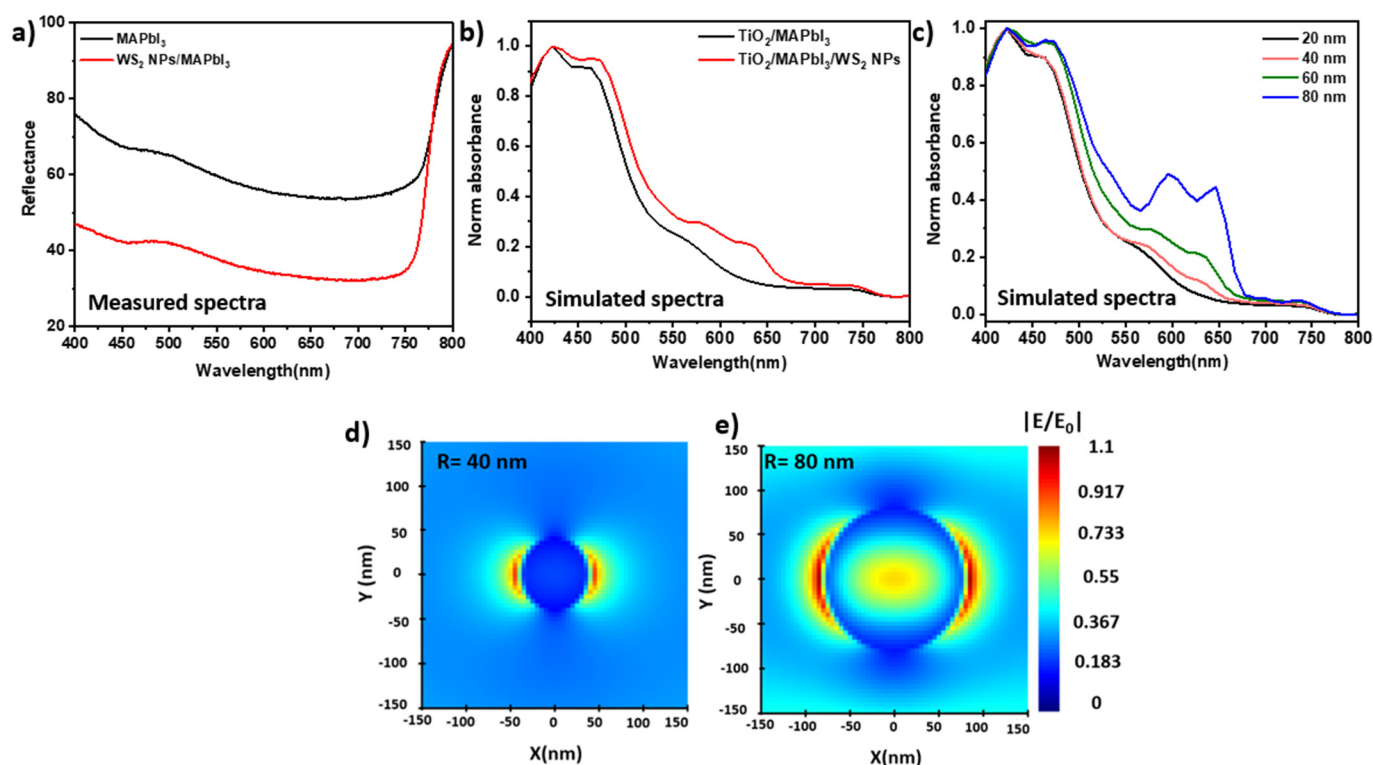 a)
MAPbI₃
WS₂ NPs/MAPbI₃
Reflectance
100
80
60
40
20
Measured spectra
400 450 500 550 600 650 700 750 800
Wavelength(nm)
b)
TiO₂/MAPbI₃
TiO₂/MAPbI₃/WS₂ NPs
Norm absorbance
1.0
0.8
0.6
0.4
0.2
0.0
Simulated spectra
400 450 500 550 600 650 700 750 800
Wavelength(nm)
c)
20 nm
40 nm
60 nm
80 nm
Norm absorbance
1.0
0.8
0.6
0.4
0.2
0.0
Simulated spectra
400 450 500 550 600 650 700 750 800
Wavelength(nm)
d)
R= 40 nm
Y (nm)
150
100
50
0
-50
-100
-150
-150 -100 -50 0 50 100 150
X(nm)
e)
R= 80 nm
Y (nm)
150
100
50
0
-50
-100
-150
-150 -100 -50 0 50 100 150
X(nm)
|E/E₀|
1.1
0.917
0.733
0.55
0.367
0.183
0